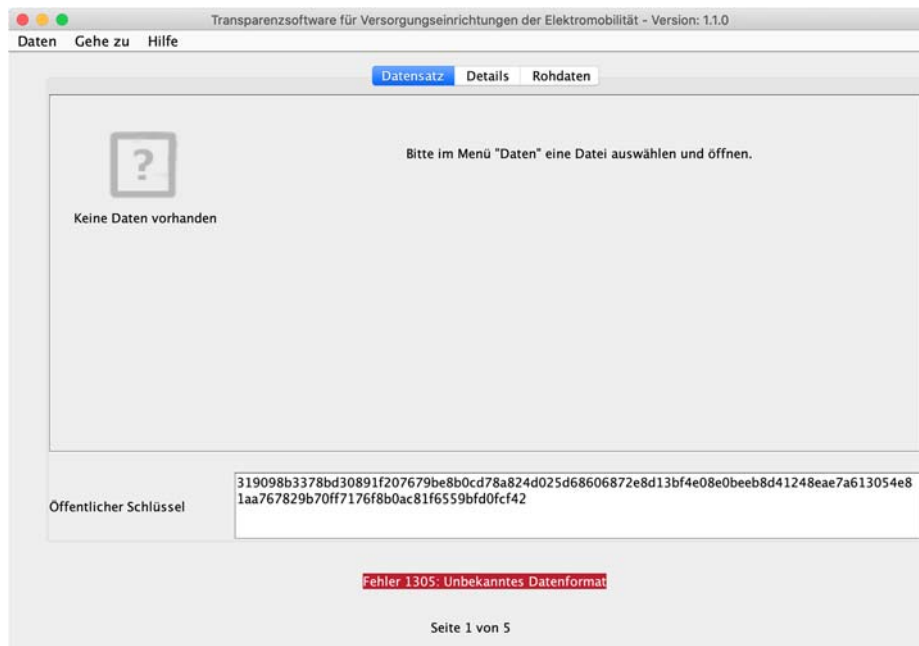 Transparenzsoftware für Versorgungseinrichtungen der Elektromobilität - Version: 1.1.0
Daten Gehe zu Hilfe
Datensatz Details Rohdaten
?
Bitte im Menü "Daten" eine Datei auswählen und öffnen.
Keine Daten vorhanden
319098b3378bd30891f207679be8b0cd78a824d025d68606872e8d13bf4e08e0beeb8d41248eae7a613054e8
1aa767829b70ff7176f8b0ac81f6559bfd0fcf42
Öffentlicher Schlüssel
Fehler 1305: Unbekanntes Datenformat
Seite 1 von 5